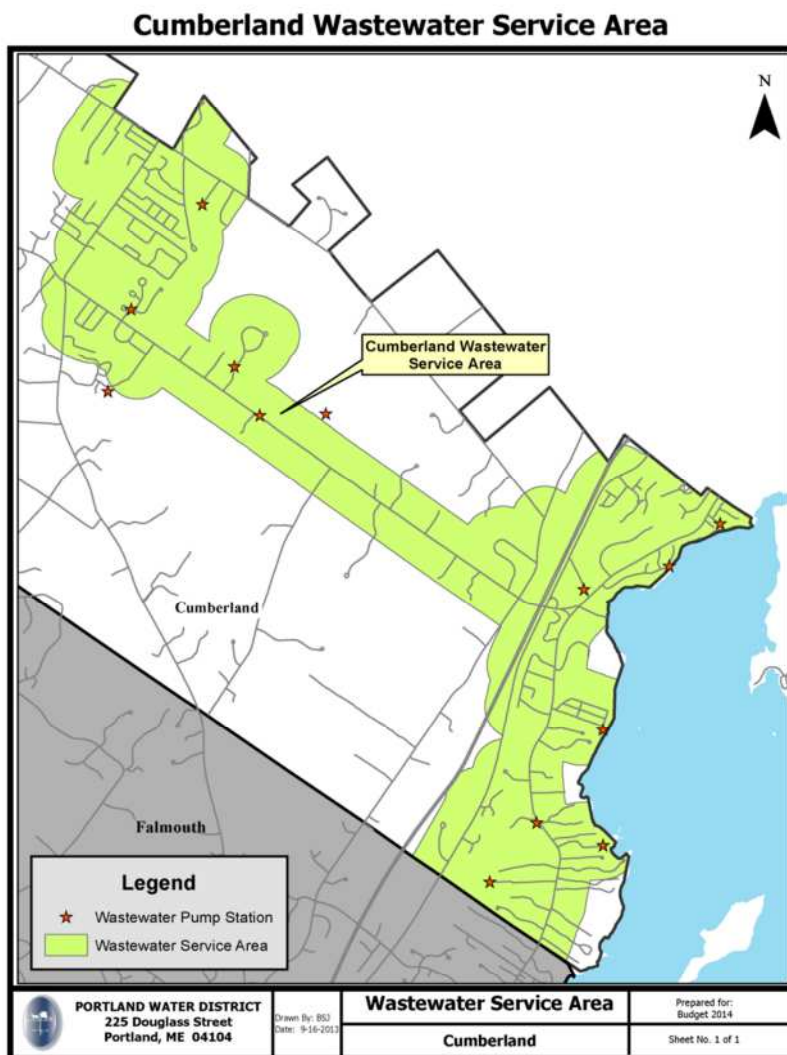 Cumberland Wastewater Service Area
N
Cumberland Wastewater
Service Area
Cumberland
Falmouth
Legend
Wastewater Pump Station
Wastewater Service Area
PORTLAND WATER DISTRICT
225 Douglass Street
Portland, ME 04104
Drawn By: BSJ
Date: 9-16-2013
Wastewater Service Area
Cumberland
Prepared for:
Budget 2014
Sheet No. 1 of 1